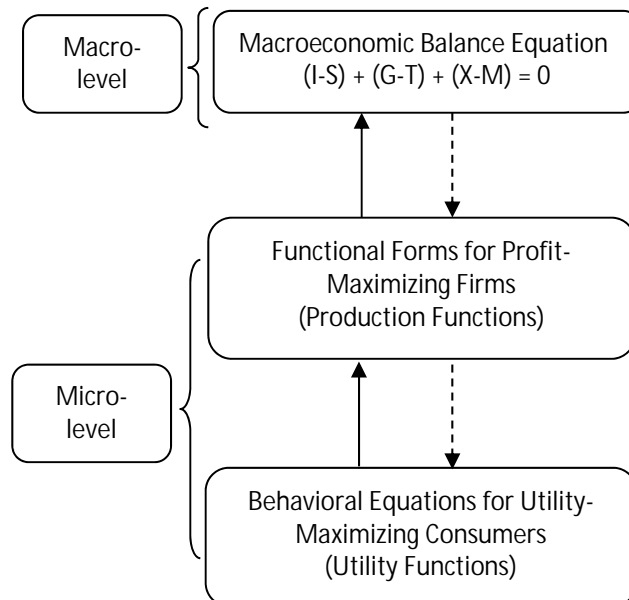 Macro-
level
Macroeconomic Balance Equation
(I-S) + (G-T) + (X-M) = 0
Functional Forms for Profit-
Maximizing Firms
(Production Functions)
Micro-
level
Behavioral Equations for Utility-
Maximizing Consumers
(Utility Functions)